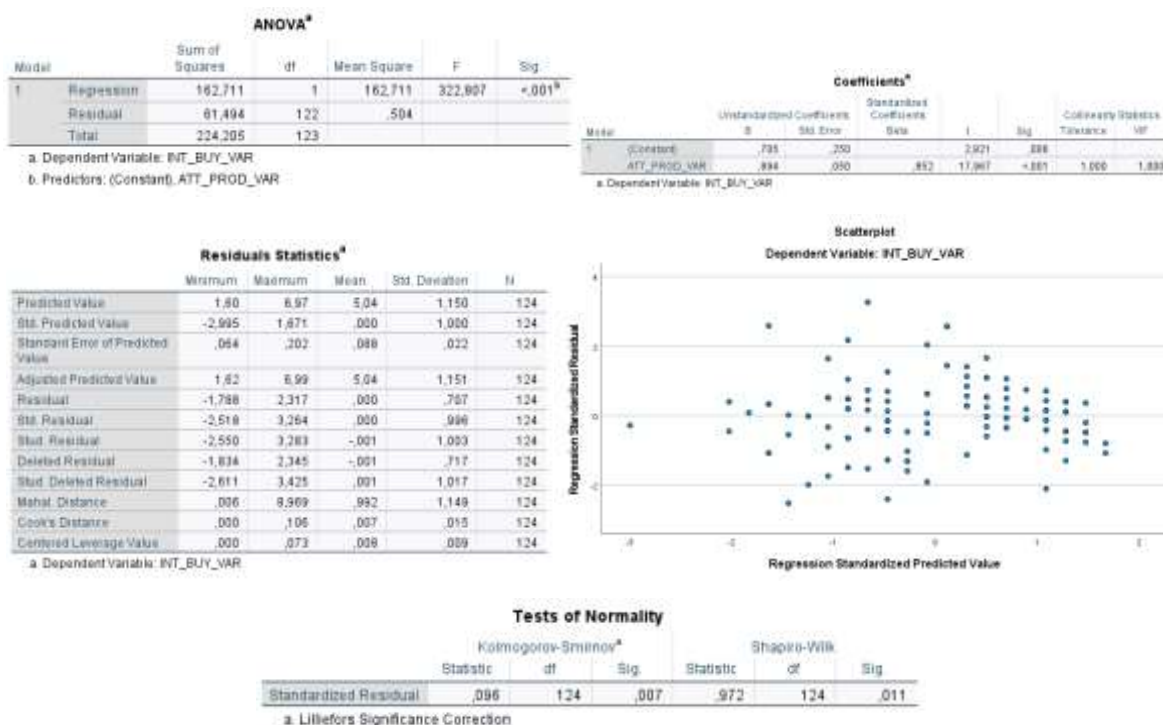 ANOVAᵃ
Model Sum of Squares df Mean Square F Sig.
1 Regression 162,711 1 162,711 322,807 <,001ᵇ
Residual 61,494 122 ,504
Total 224,205 123
a. Dependent Variable: INT_BUY_VAR
b. Predictors: (Constant), ATT_PROD_VAR
Coefficientsᵃ
Unstandardized Coefficients Standardized Coefficients Collinearity Statistics
Model B Std. Error Beta t Sig. Tolerance VIF
1 (Constant) ,250
ATT_PROD_VAR ,894 ,050 ,852 17,967 <,001 1,000 1,000
a. Dependent Variable: INT_BUY_VAR
Residuals Statisticsᵃ
Minimum Maximum Mean Std. Deviation N
Predicted Value 1,60 6,97 5,04 1,150 124
Std. Predicted Value -2,995 1,671 ,000 1,000 124
Standard Error of Predicted Value ,064 ,202 ,088 ,022 124
Adjusted Predicted Value 1,62 6,99 5,04 1,151 124
Residual -1,788 2,317 ,000 ,707 124
Std. Residual -2,518 3,264 ,000 ,996 124
Stud. Residual -2,550 3,283 -,001 1,003 124
Deleted Residual -1,834 2,345 -,001 ,717 124
Stud. Deleted Residual -2,611 3,425 ,001 1,017 124
Mahal. Distance ,006 8,969 ,992 1,149 124
Cook's Distance ,000 ,106 ,007 ,015 124
Centered Leverage Value ,000 ,073 ,008 ,009 124
a. Dependent Variable: INT_BUY_VAR
Scatterplot
Dependent Variable: INT_BUY_VAR
Regression Standardized Residual
4
2
0
-2
-3 -2 -1 0 1 2
Regression Standardized Predicted Value
Tests of Normality
Kolmogorov-Smirnovᵃ Shapiro-Wilk
Statistic df Sig. Statistic df Sig.
Standardized Residual ,096 124 ,007 ,972 124 ,011
a. Lilliefors Significance Correction